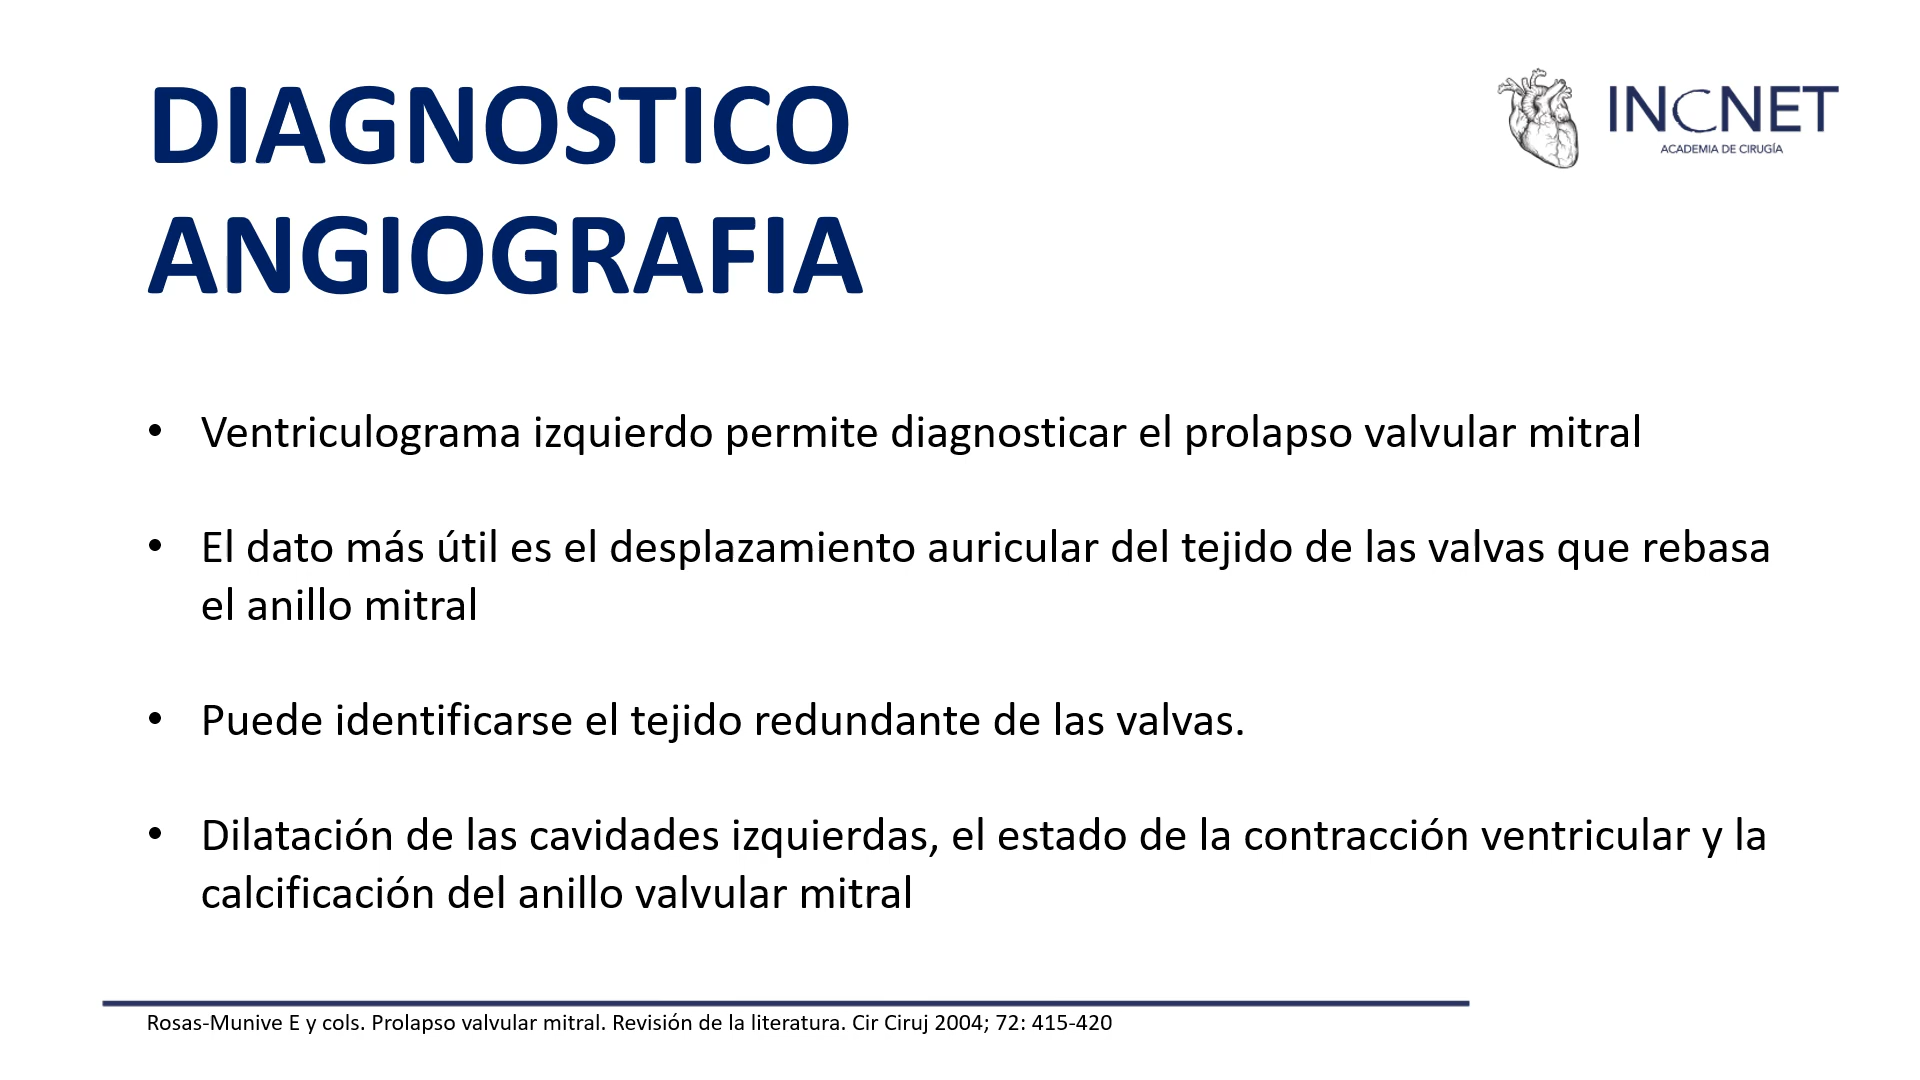 DIAGNOSTICO
ANGIOGRAFIA
INCNET
ACADEMIA DE CIRUGÍA
• Ventriculograma izquierdo permite diagnosticar el prolapso valvular mitral
• El dato más útil es el desplazamiento auricular del tejido de las valvas que rebasa
el anillo mitral
• Puede identificarse el tejido redundante de las valvas.
• Dilatación de las cavidades izquierdas, el estado de la contracción ventricular y la
calcificación del anillo valvular mitral
Rosas-Munive E y cols. Prolapso valvular mitral. Revisión de la literatura. Cir Ciruj 2004; 72: 415-420